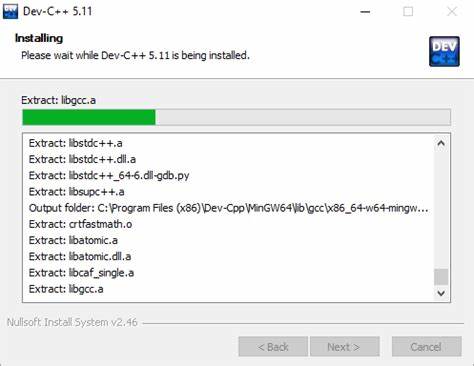 Dev-C++ 5.11
Installing
Please wait while Dev-C++ 5.11 is being installed.
DEV
C++
Extract: libgcc.a
Extract: libstdc++.a
Extract: libstdc++.dll.a
Extract: libstdc++_64-6.dll-gdb.py
Extract: libsupc++.a
Output folder: C:\Program Files (x86)\Dev-Cpp\MinGW64\lib\gcc\x86_64-w64-mingw...
Extract: crtfastmath.o
Extract: libatomic.a
Extract: libatomic.dll.a
Extract: libcaf_single.a
Extract: libgcc.a
Nullsoft Install System v2.46
< Back
Next >
Cancel